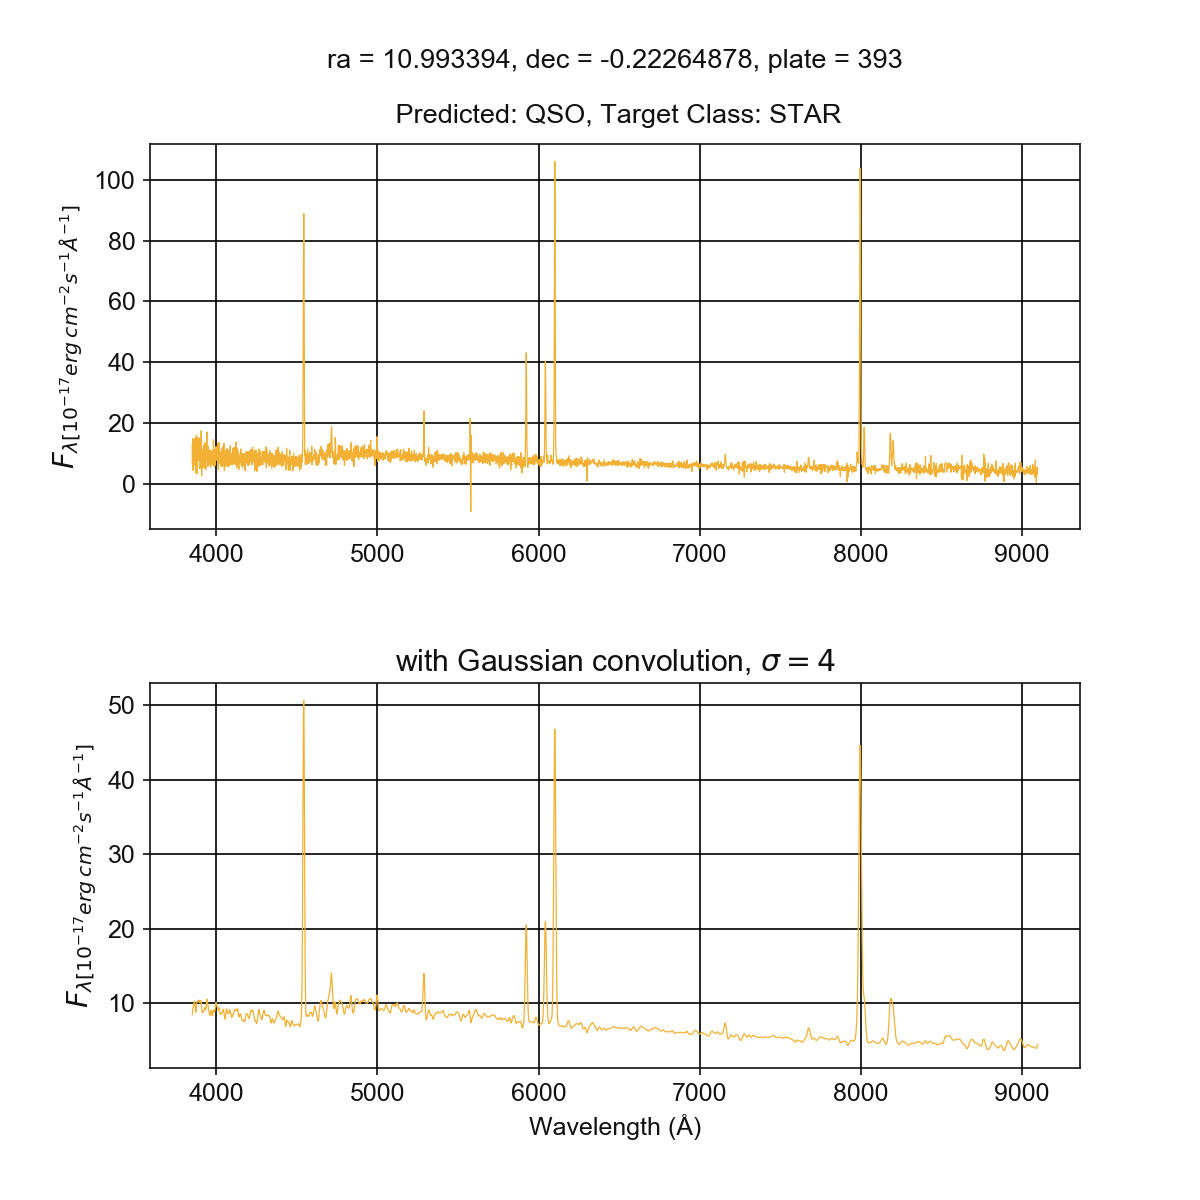 ra = 10.993394, dec = -0.22264878, plate = 393
Predicted: QSO, Target Class: STAR
100
80
60
40
20
0
F_λ[10^−17 erg cm^−2 s^−1 Å^−1]
4000 5000 6000 7000 8000 9000
with Gaussian convolution, σ = 4
50
40
30
20
10
F_λ[10^−17 erg cm^−2 s^−1 Å^−1]
4000 5000 6000 7000 8000 9000
Wavelength (Å)